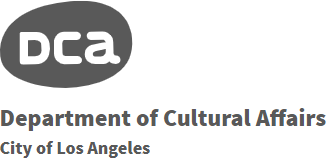 DCa
Department of Cultural Affairs
City of Los Angeles